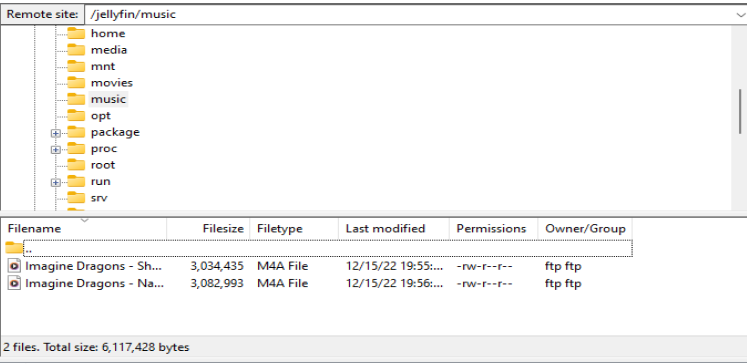 Remote site: /jellyfin/music
home
media
mnt
movies
music
opt
package
proc
root
run
srv
Filename Filesize Filetype Last modified Permissions Owner/Group
..
Imagine Dragons - Sh... 3,034,435 M4A File 12/15/22 19:55:... -rw-r--r-- ftp ftp
Imagine Dragons - Na... 3,082,993 M4A File 12/15/22 19:56:... -rw-r--r-- ftp ftp
2 files. Total size: 6,117,428 bytes